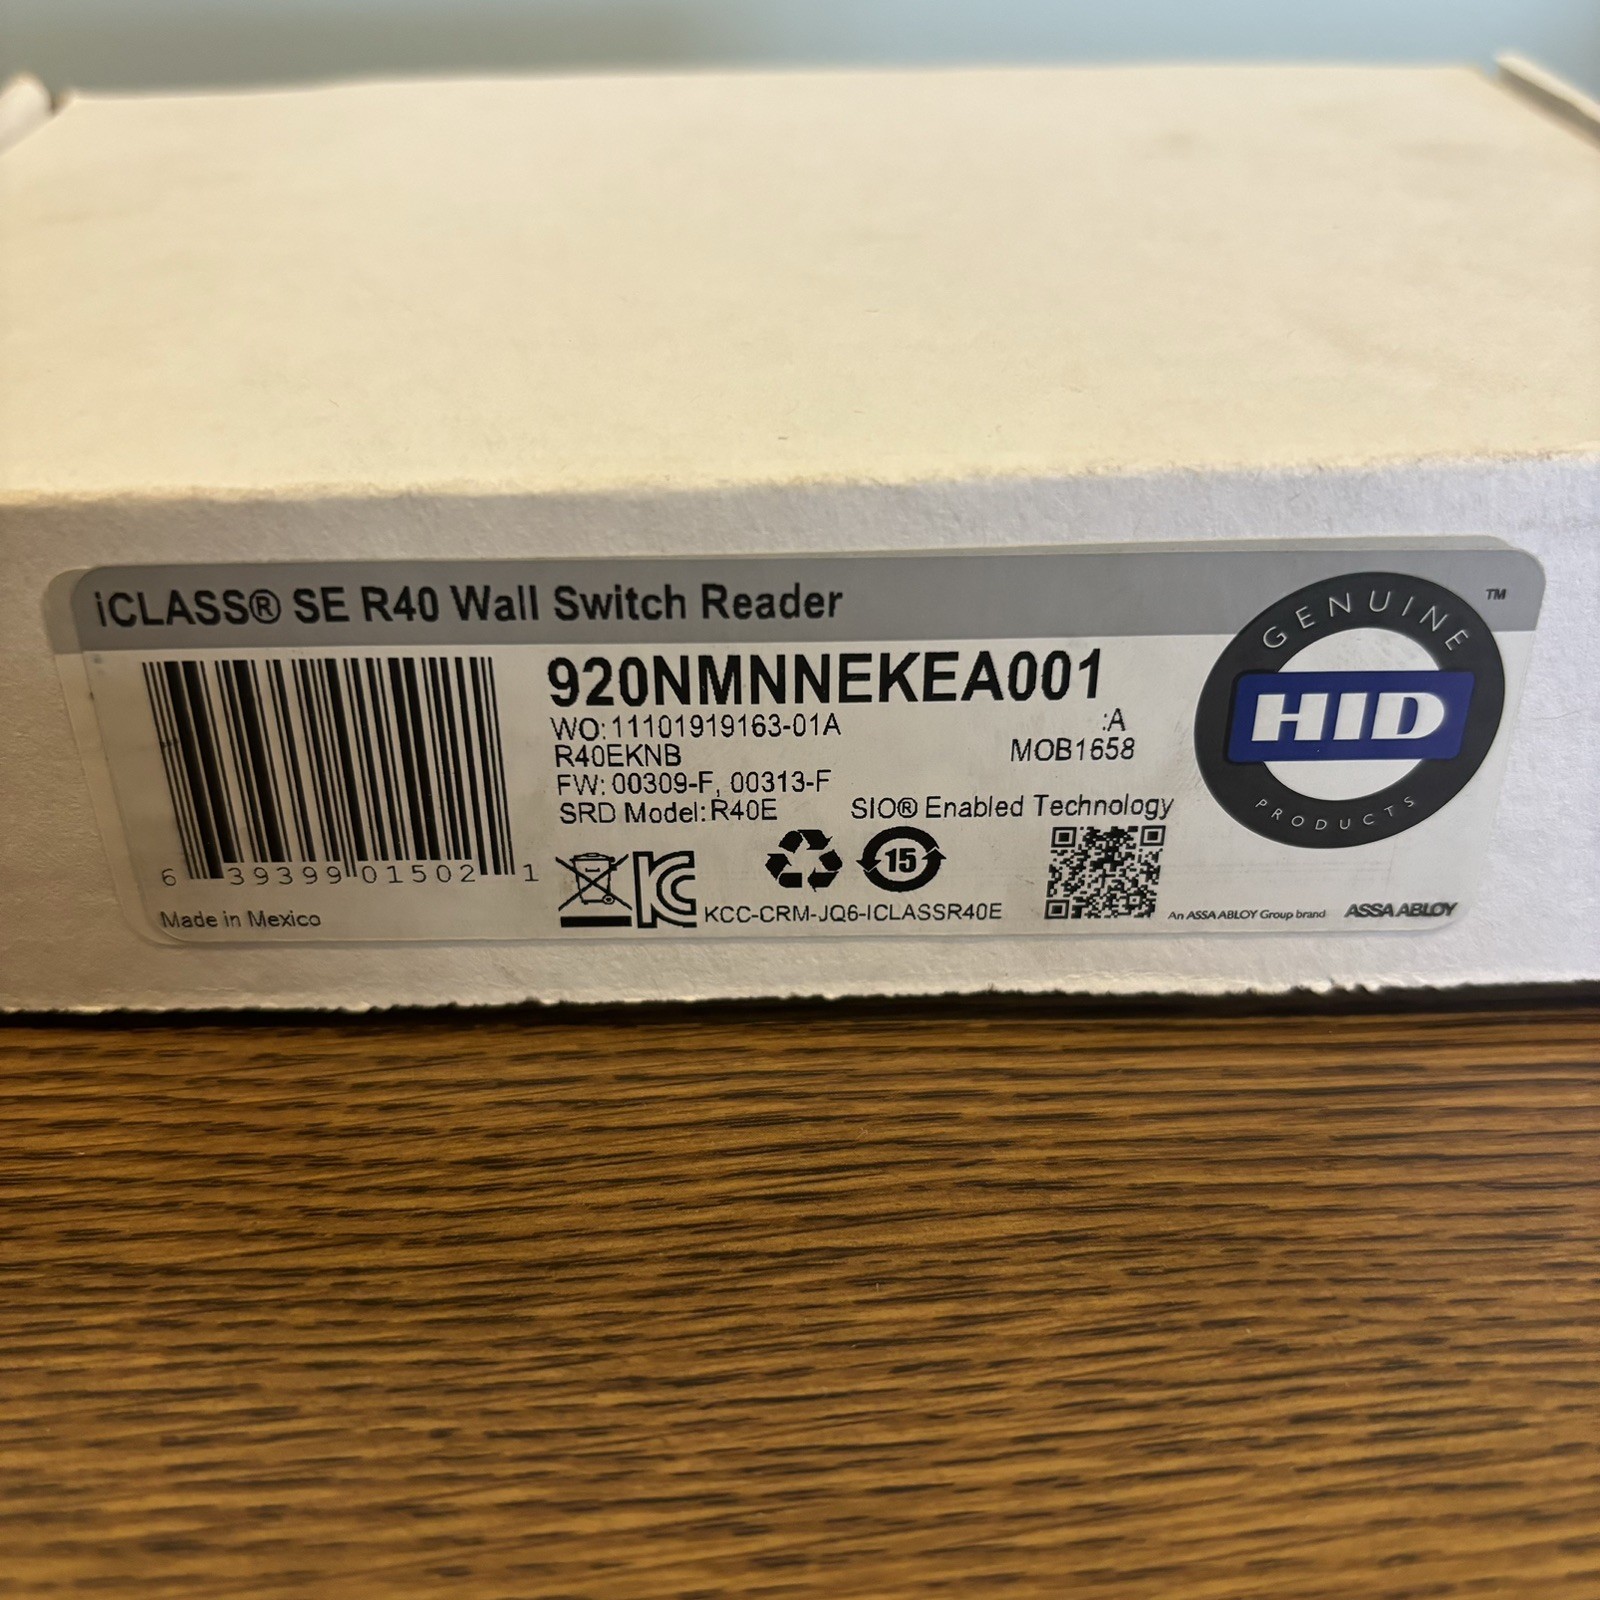 iCLASS® SE R40 Wall Switch Reader
920NMNNEKEA001
WO:11101919163-01A
:A
R40EKNB
MOB1658
FW: 00309-F, 00313-F
SRD Model:R40E
SIO® Enabled Technology
6 39399 01502 1
15
KCC-CRM-JQ6-ICLASSR40E
Made in Mexico
An ASSA ABLOY Group brand
ASSA ABLOY
GENUINE
HID
PRODUCTS
TM